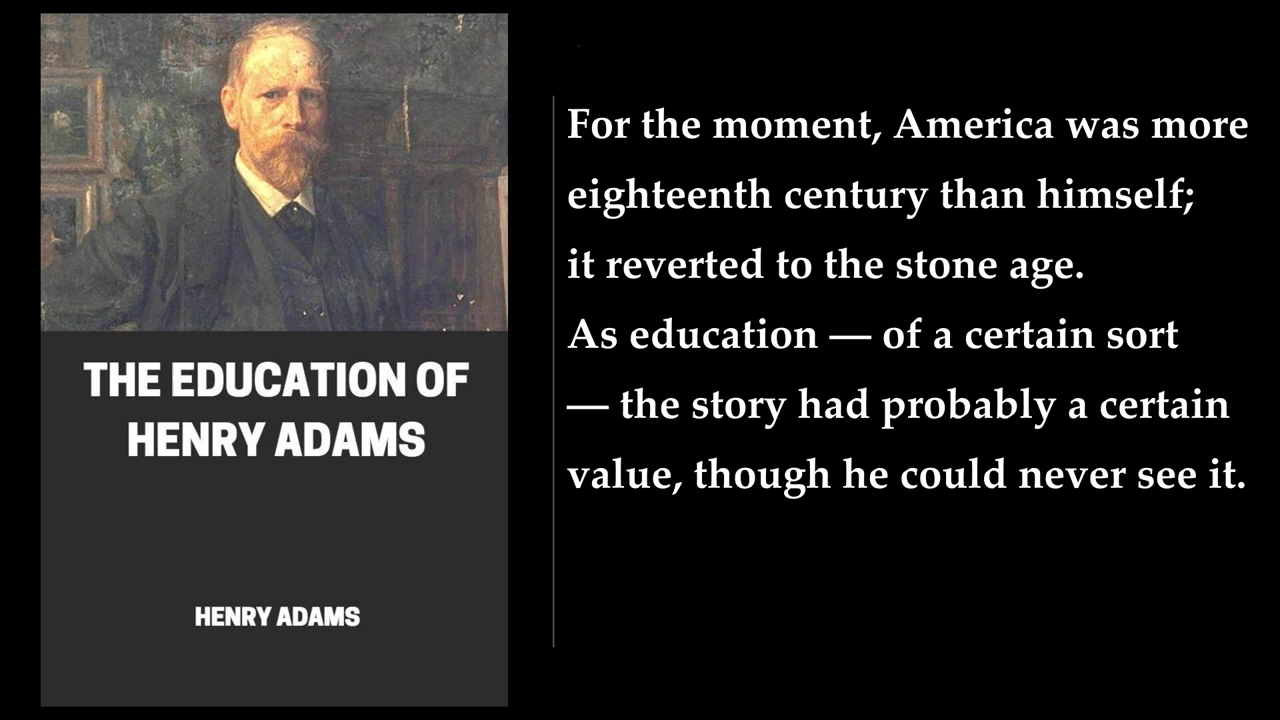 THE EDUCATION OF
HENRY ADAMS
HENRY ADAMS
For the moment, America was more
eighteenth century than himself;
it reverted to the stone age.
As education — of a certain sort
— the story had probably a certain
value, though he could never see it.